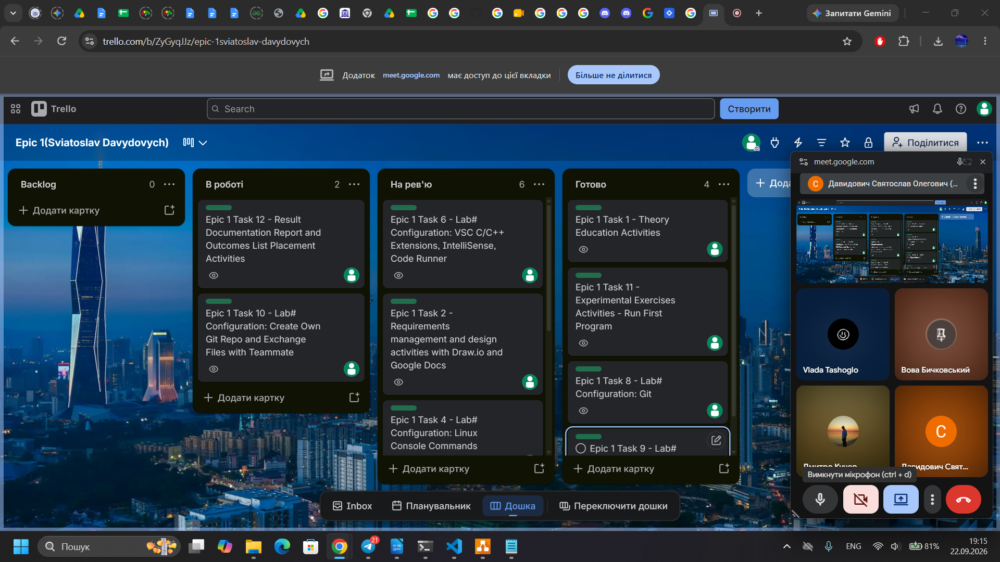 Запитати Gemini
trello.com/b/ZyGyqJJz/epic-1sviatoslav-davydovych
Додаток meet.google.com має доступ до цієї вкладки
Більше не ділитися
Trello
Search
Створити
Epic 1(Sviatoslav Davydovych)
Поділитися
Backlog 0
Додати картку
В роботі 2
Epic 1 Task 12 - Result
Documentation Report and
Outcomes List Placement
Activities
Epic 1 Task 10 - Lab#
Configuration: Create Own
Git Repo and Exchange
Files with Teammate
Додати картку
На рев'ю 6
Epic 1 Task 6 - Lab#
Configuration: VSC C/C++
Extensions, IntelliSense,
Code Runner
Epic 1 Task 2 -
Requirements
management and design
activities with Draw.io and
Google Docs
Epic 1 Task 4 - Lab#
Configuration: Linux
Console Commands
Додати картку
Готово 4
Epic 1 Task 1 - Theory
Education Activities
Epic 1 Task 11 -
Experimental Exercises
Activities - Run First
Program
Epic 1 Task 8 - Lab#
Configuration: Git
Epic 1 Task 9 - Lab#
Додати картку
Дода
meet.google.com
С
Давидович Святослав Олегович (...
Vlada Tashoglo
Вова Бичковський
С
Дмитро Кучер
Давидович Свят...
Вимкнути мікрофон (ctrl + d)
Inbox
Планувальник
Дошка
Переключити дошки
Пошук
21
ENG
81%
19:15
22.09.2026